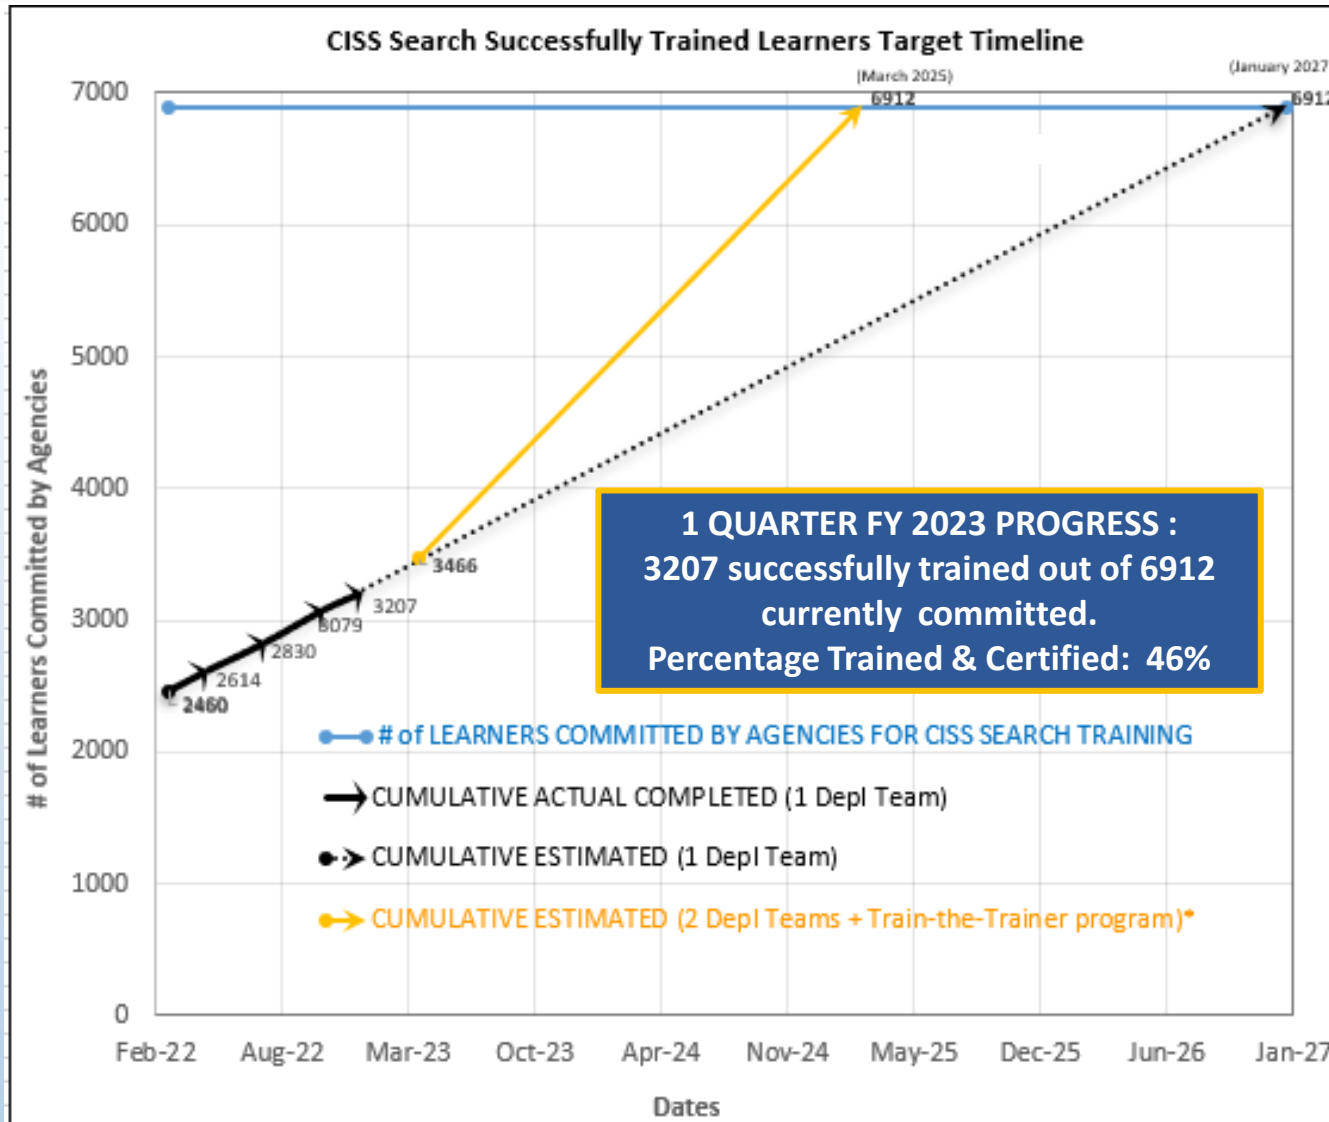 CISS Search Successfully Trained Learners Target Timeline
(March 2025)
(January 2027
6912
6912
7000
6000
5000
4000
3000
2000
1000
0
# of Learners Committed by Agencies
3466
3207
3079
2830
2614
2460
1 QUARTER FY 2023 PROGRESS :
3207 successfully trained out of 6912
currently committed.
Percentage Trained & Certified: 46%
# of LEARNERS COMMITTED BY AGENCIES FOR CISS SEARCH TRAINING
CUMULATIVE ACTUAL COMPLETED (1 Depl Team)
CUMULATIVE ESTIMATED (1 Depl Team)
CUMULATIVE ESTIMATED (2 Depl Teams + Train-the-Trainer program)*
Feb-22 Aug-22 Mar-23 Oct-23 Apr-24 Nov-24 May-25 Dec-25 Jun-26 Jan-27
Dates